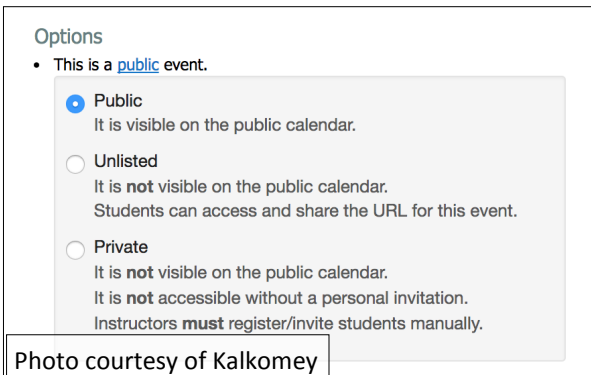 Options
• This is a public event.
Public
It is visible on the public calendar.
Unlisted
It is not visible on the public calendar.
Students can access and share the URL for this event.
Private
It is not visible on the public calendar.
It is not accessible without a personal invitation.
Instructors must register/invite students manually.
Photo courtesy of Kalkomey